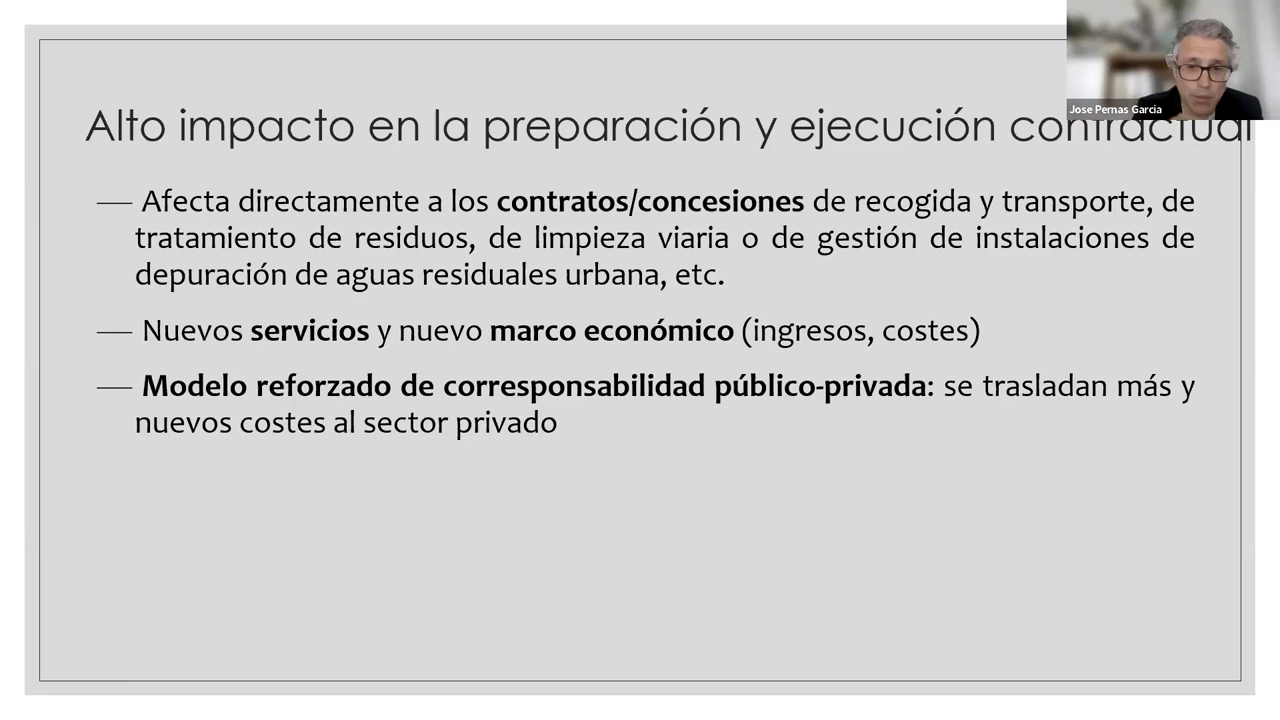 Jose Pernas Garcia
Alto impacto en la preparación y ejecución contractual
— Afecta directamente a los contratos/concesiones de recogida y transporte, de
tratamiento de residuos, de limpieza viaria o de gestión de instalaciones de
depuración de aguas residuales urbana, etc.
— Nuevos servicios y nuevo marco económico (ingresos, costes)
— Modelo reforzado de corresponsabilidad público-privada: se trasladan más y
nuevos costes al sector privado